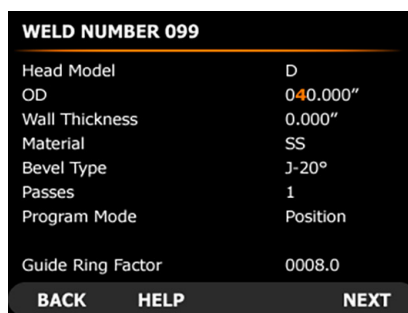 WELD NUMBER 099
Head Model D
OD 040.000”
Wall Thickness 0.000”
Material SS
Bevel Type J-20°
Passes 1
Program Mode Position
Guide Ring Factor 0008.0
BACK HELP NEXT